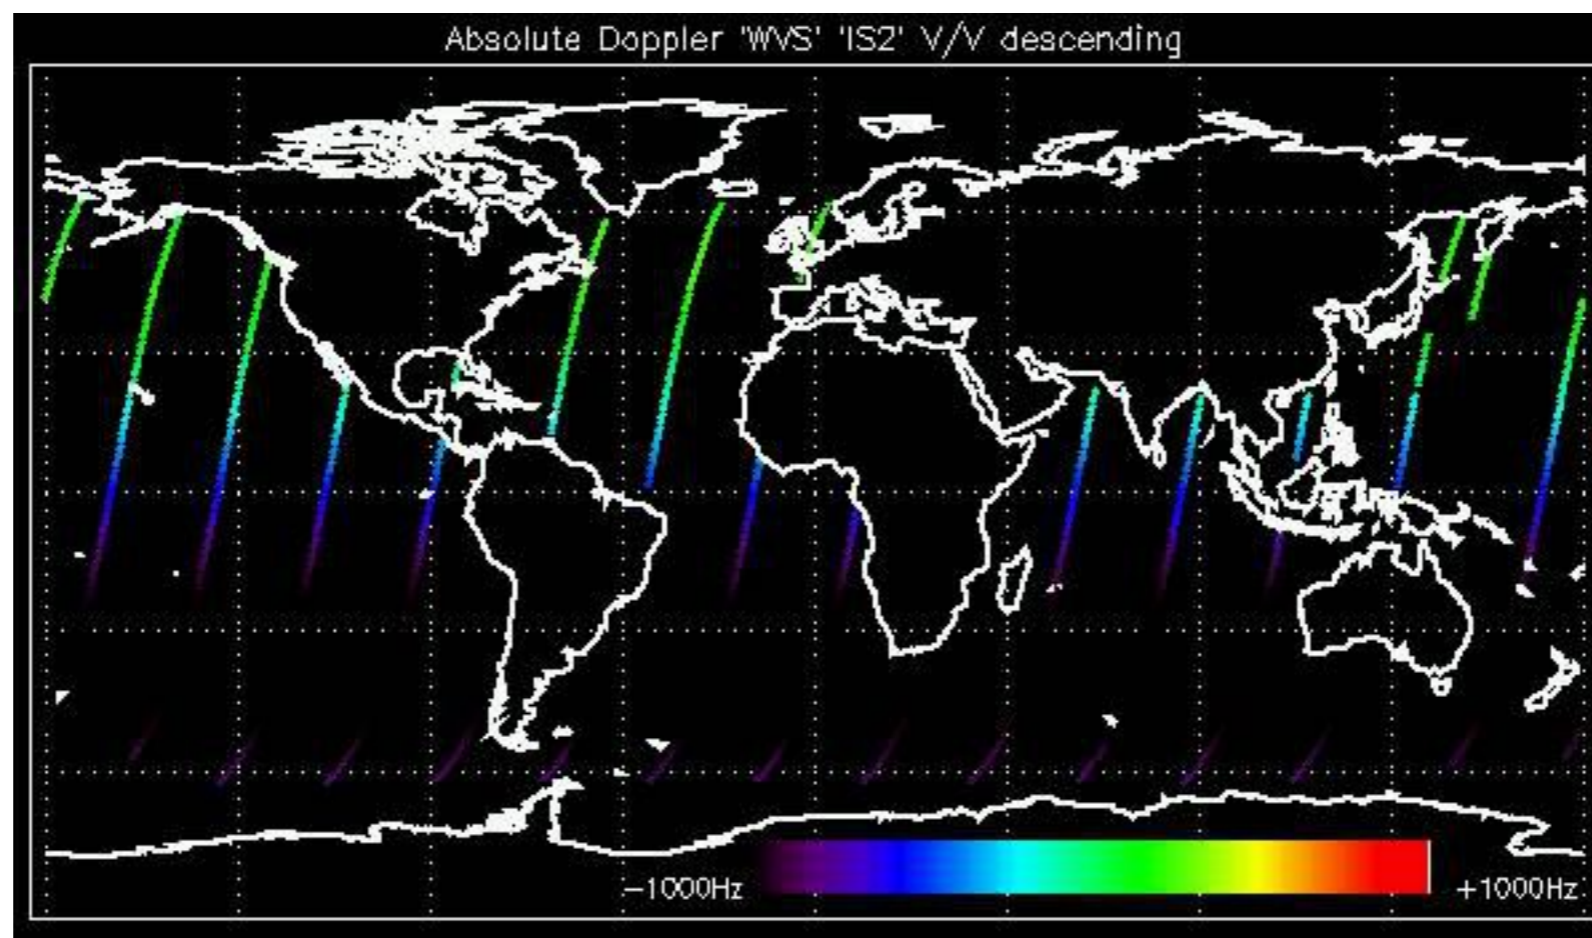 Absolute Doppler 'WVS' 'IS2' V/V descending
−1000Hz +1000Hz